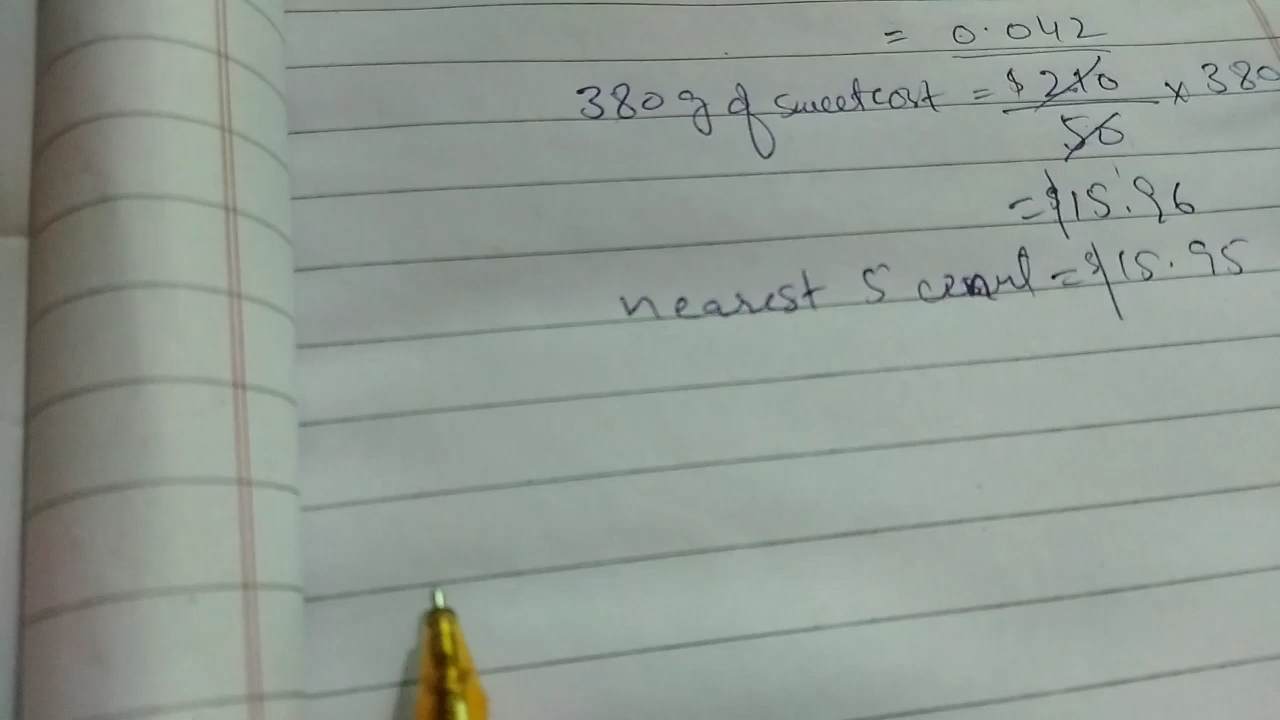 = 0.042
380 g of sweet cost = $ 2.10 × 380
50
= $15.96
nearest 5 cent = $15.95